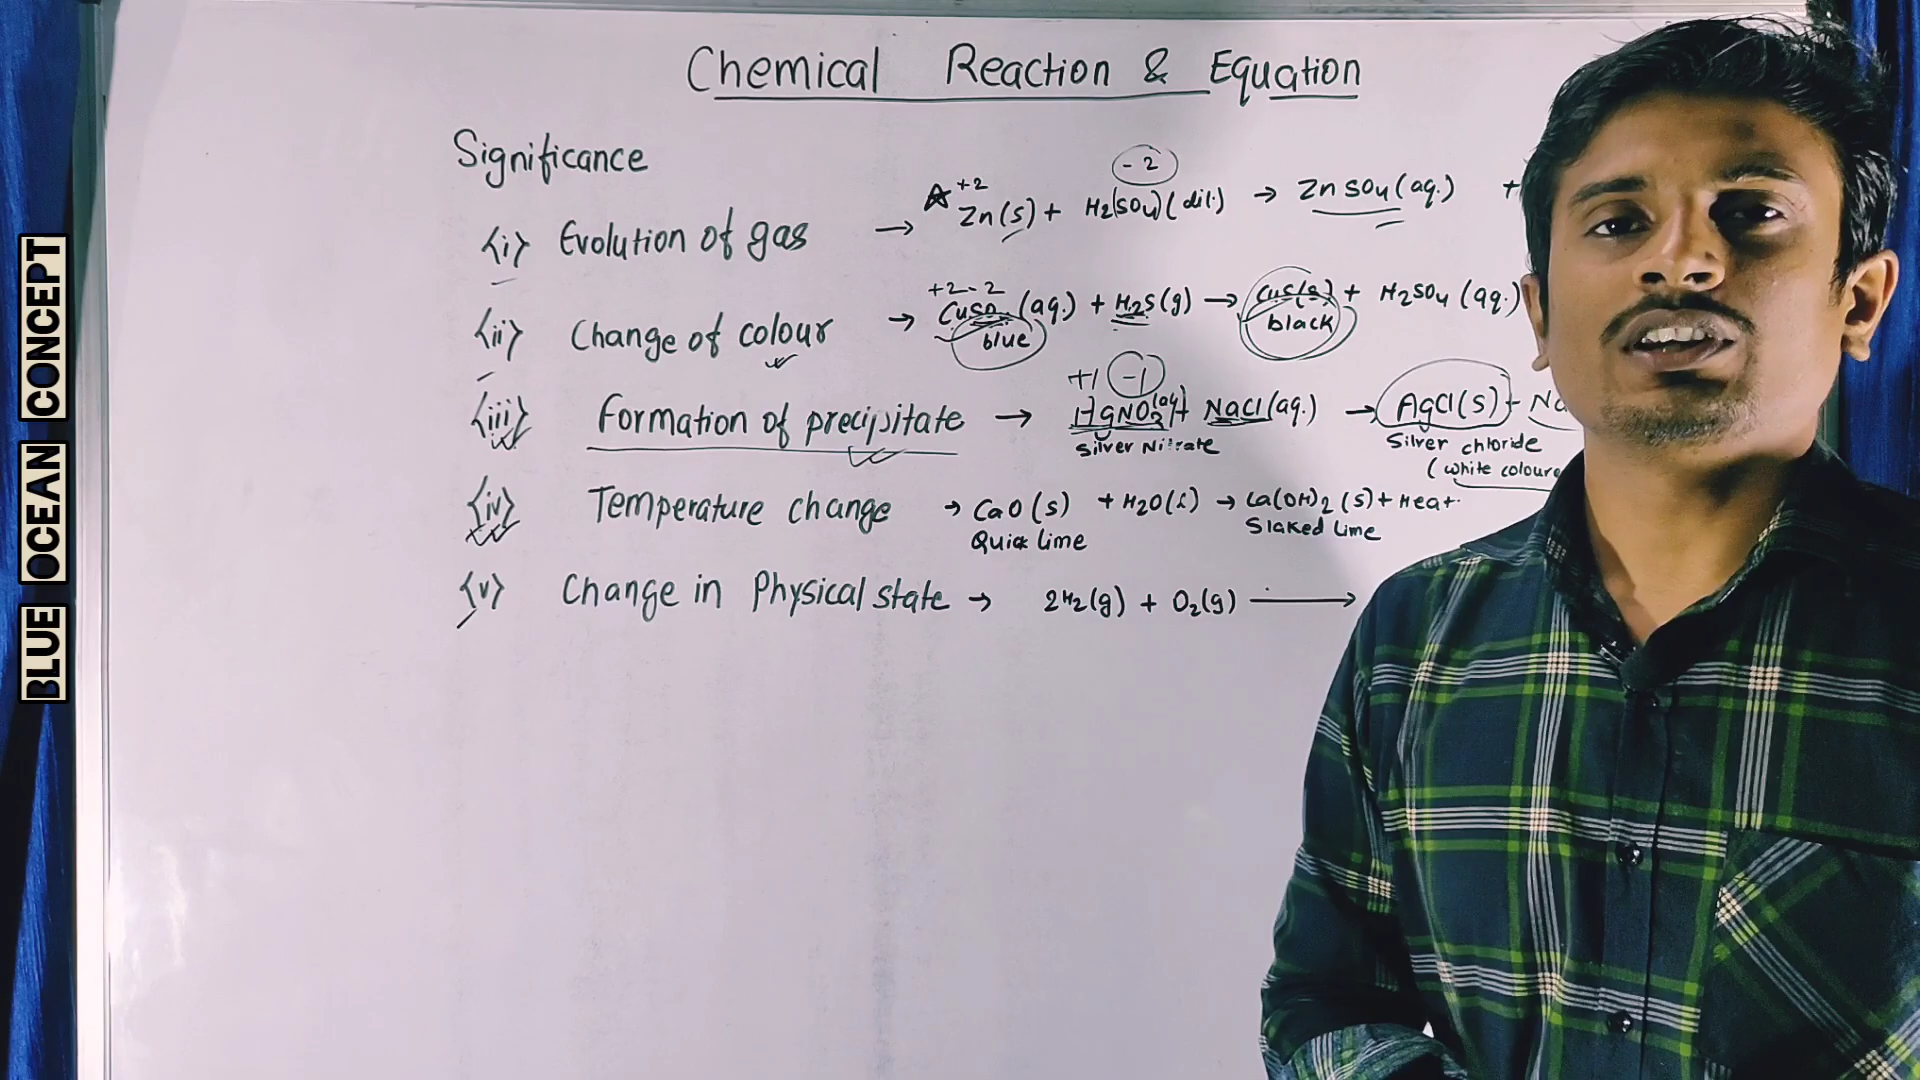 Chemical Reaction & Equation
Significance
<i> Evolution of gas → +2 Zn(s) + H2(SO4)(dil.) -2 → ZnSO4(aq.) +
<ii> Change of colour → +2 -2 CuSO4 (aq.) + H2S(g) → CuS(s) + H2SO4 (aq.)
blue black
<iii> Formation of precipitate → +1 -1 AgNO3(aq) + NaCl(aq.) → AgCl(s) + Na
Silver Nitrate Silver chloride
(white colour
<iv> Temperature change → CaO(s) + H2O(l) → Ca(OH)2(s) + Heat
Quick lime Slaked Lime
<v> Change in Physical state → 2H2(g) + O2(g) →
BLUE OCEAN CONCEPT